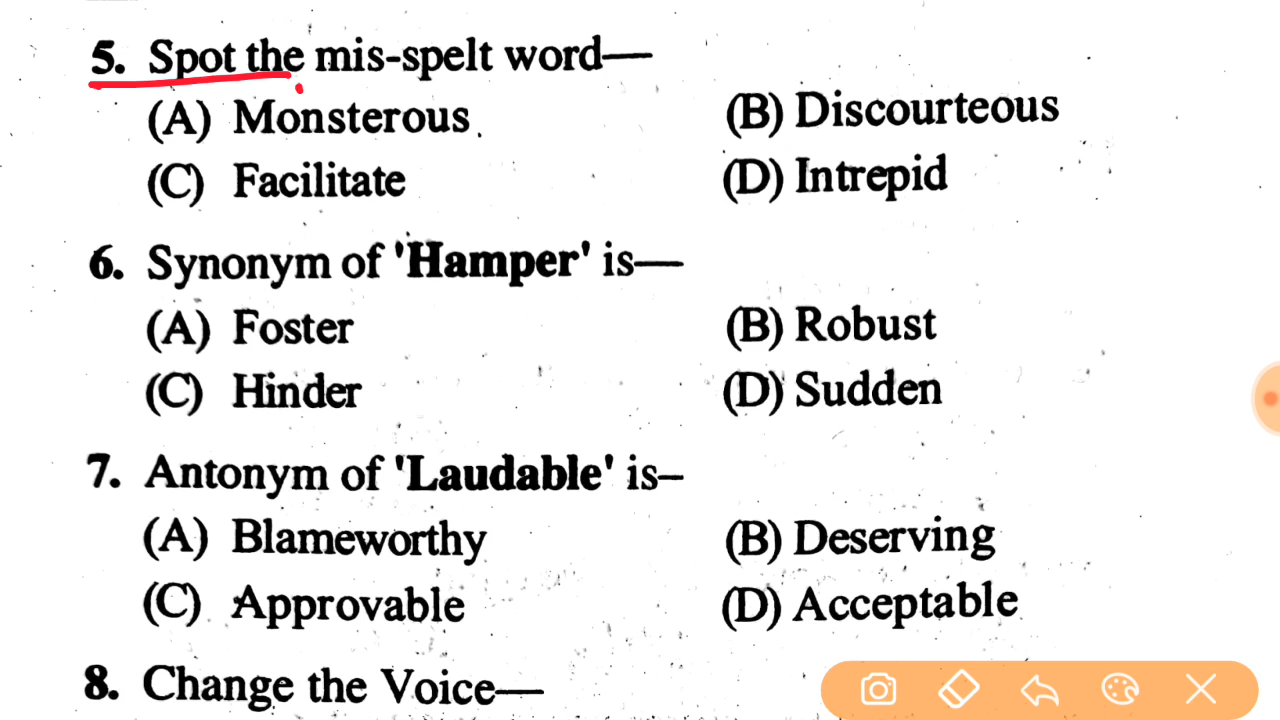 5. Spot the mis-spelt word—
(A) Monsterous (B) Discourteous
(C) Facilitate (D) Intrepid
6. Synonym of 'Hamper' is—
(A) Foster (B) Robust
(C) Hinder (D) Sudden
7. Antonym of 'Laudable' is–
(A) Blameworthy (B) Deserving
(C) Approvable (D) Acceptable
8. Change the Voice—